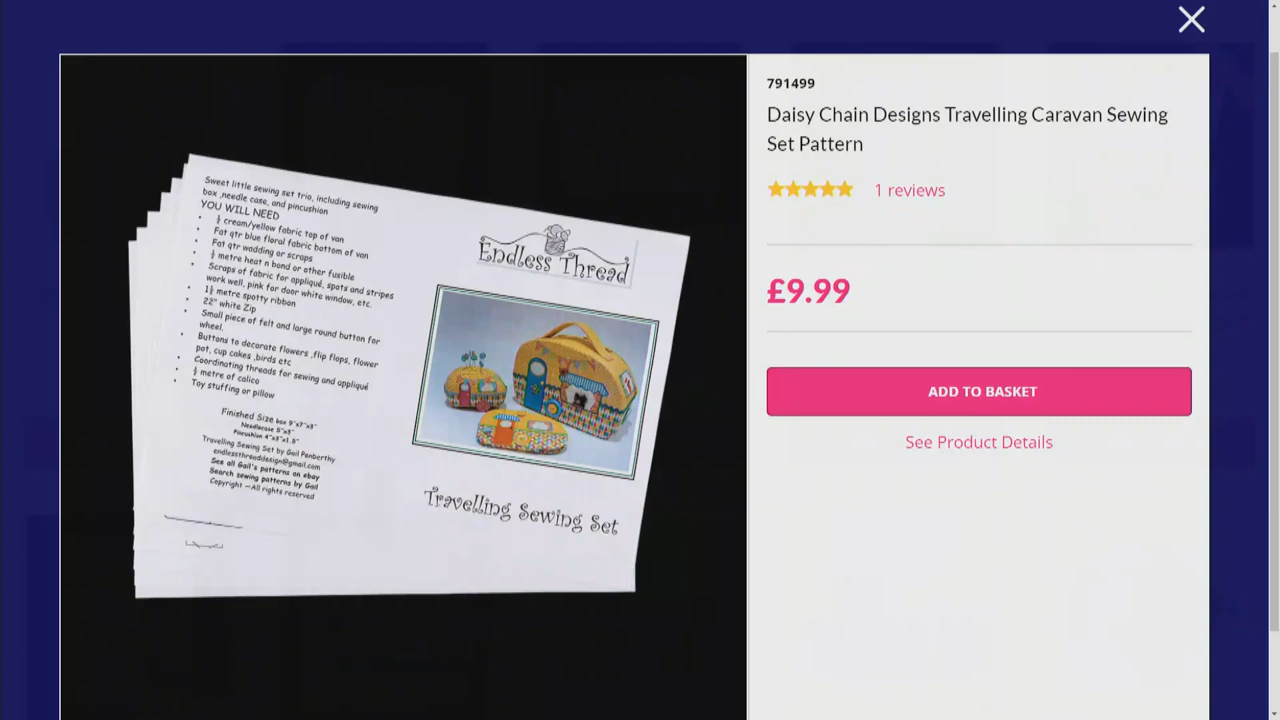 Sweet little sewing set trio, including sewing
box ,needle case, and pincushion
YOU WILL NEED
• ½ cream/yellow fabric top of van
• Fat qtr blue floral fabric bottom of van
• Fat qtr wadding or scraps
• ½ metre heat n bond or other fusible
• Scraps of fabric for appliqué, spots and stripes
work well, pink for door white window, etc.
• 1½ metre spotty ribbon
• 22" white Zip
• Small piece of felt and large round button for
wheel.
• Buttons to decorate flowers ,flip flops, flower
pot, cup cakes ,birds etc
• Coordinating threads for sewing and appliqué
• ½ metre of calico
• Toy stuffing or pillow
Finished Size box 9"x7"x3"
Needlecase 5"x3"
Pincushion 4"x3"x1.5"
Travelling Sewing Set by Gail Penberthy
endlessthreaddesign@gmail.com
See all Gail's patterns on ebay
Search sewing patterns by Gail
Copyright —All rights reserved
Endless Thread
Travelling Sewing Set
791499
Daisy Chain Designs Travelling Caravan Sewing
Set Pattern
1 reviews
£9.99
ADD TO BASKET
See Product Details